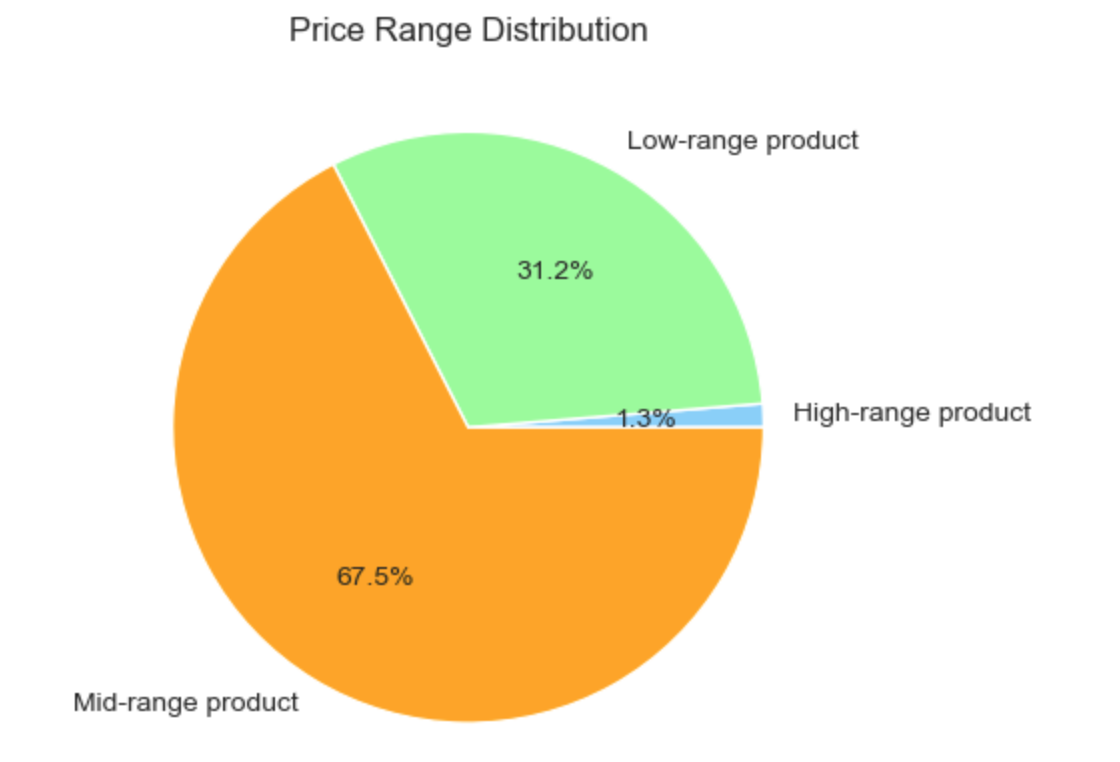 Price Range Distribution
Low-range product
31.2%
1.3%
High-range product
67.5%
Mid-range product